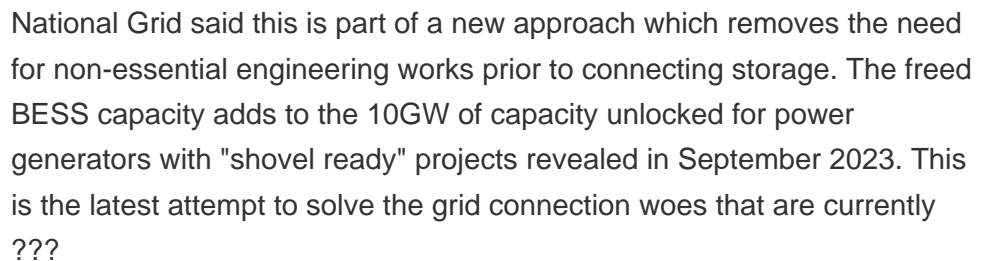 National Grid said this is part of a new approach which removes the need
for non-essential engineering works prior to connecting storage. The freed
BESS capacity adds to the 10GW of capacity unlocked for power
generators with "shovel ready" projects revealed in September 2023. This
is the latest attempt to solve the grid connection woes that are currently
???